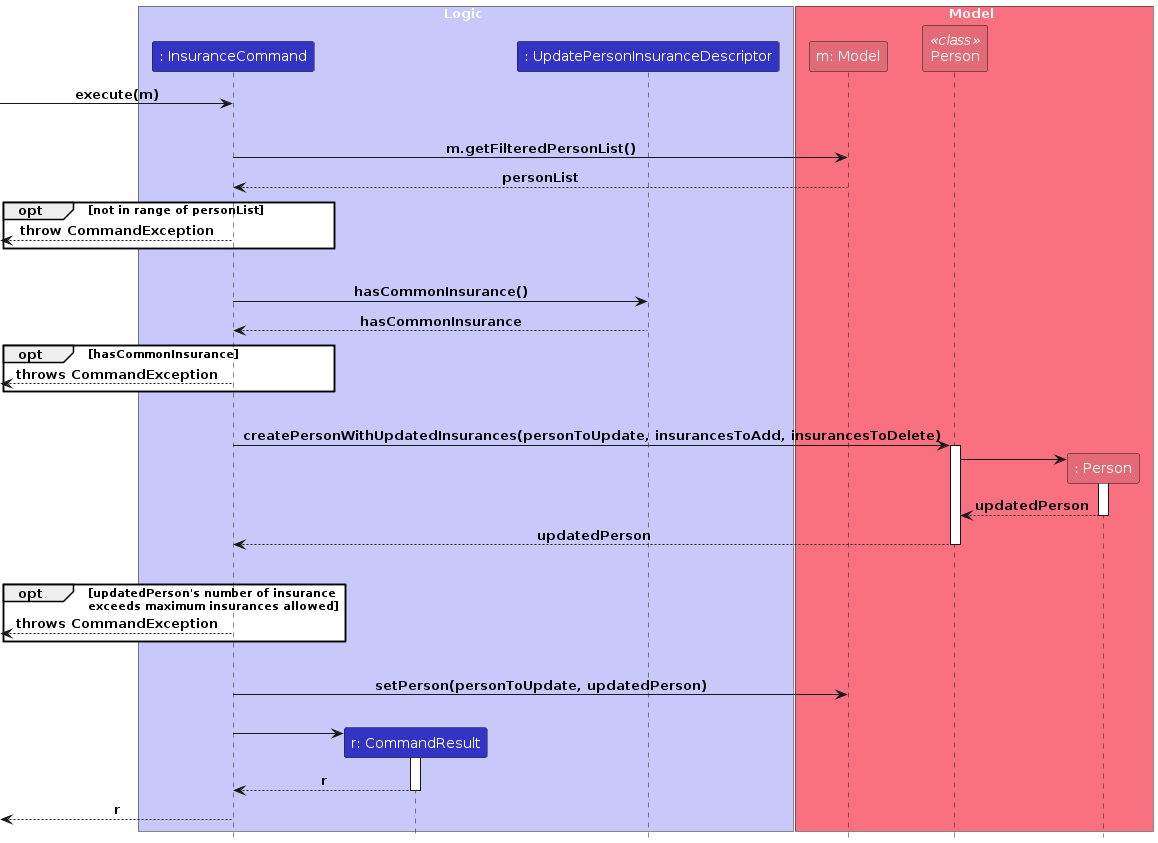 Logic
Model
: InsuranceCommand
: UpdatePersonInsuranceDescriptor
m: Model
«class»
Person
execute(m)
m.getFilteredPersonList()
personList
opt
[not in range of personList]
throw CommandException
hasCommonInsurance()
hasCommonInsurance
opt
[hasCommonInsurance]
throws CommandException
createPersonWithUpdatedInsurances(personToUpdate, insurancesToAdd, insurancesToDelete)
: Person
updatedPerson
updatedPerson
opt
[updatedPerson's number of insurance
exceeds maximum insurances allowed]
throws CommandException
setPerson(personToUpdate, updatedPerson)
r: CommandResult
r
r